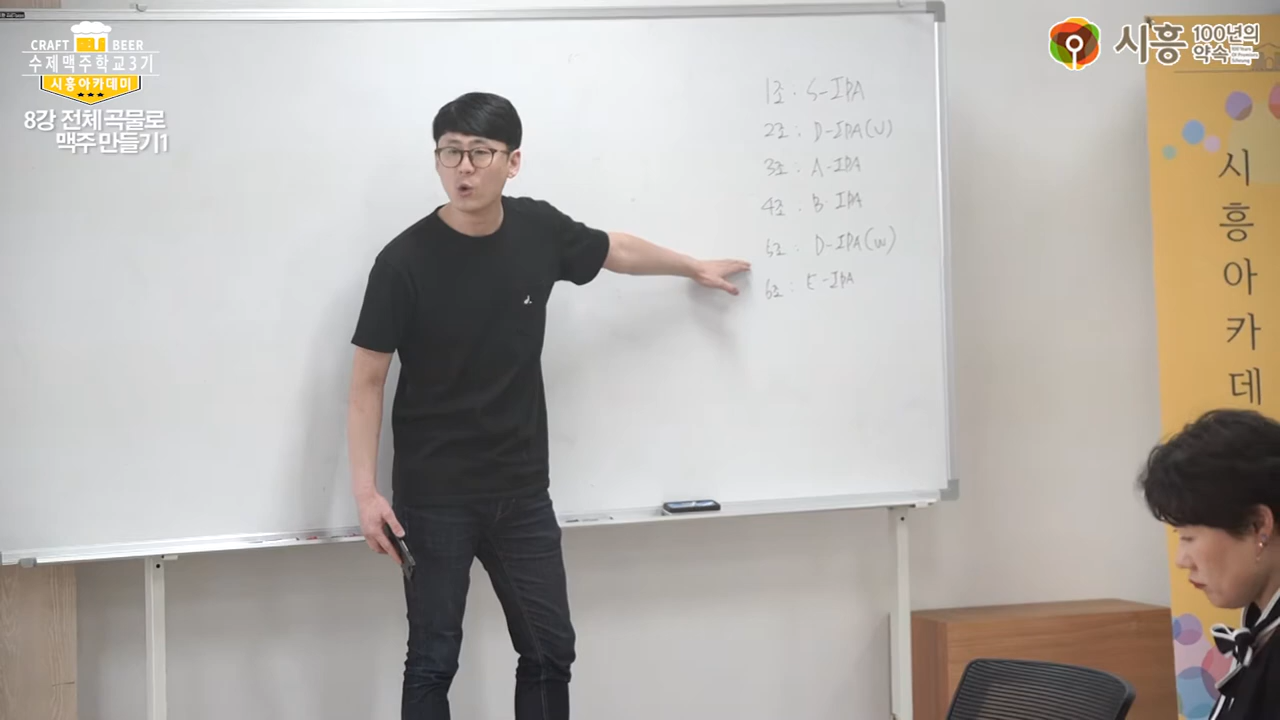 CRAFT BEER
수제맥주학교3기
시흥아카데미
8강 전체곡물로
맥주만들기1
시흥 100년의
약속
1조 : S-IPA
2조 : D-IPA(U)
3조 : A-IPA
4조 : B-IPA
5조 : D-IPA(W)
6조 : E-IPA
시
흥
아
카
데